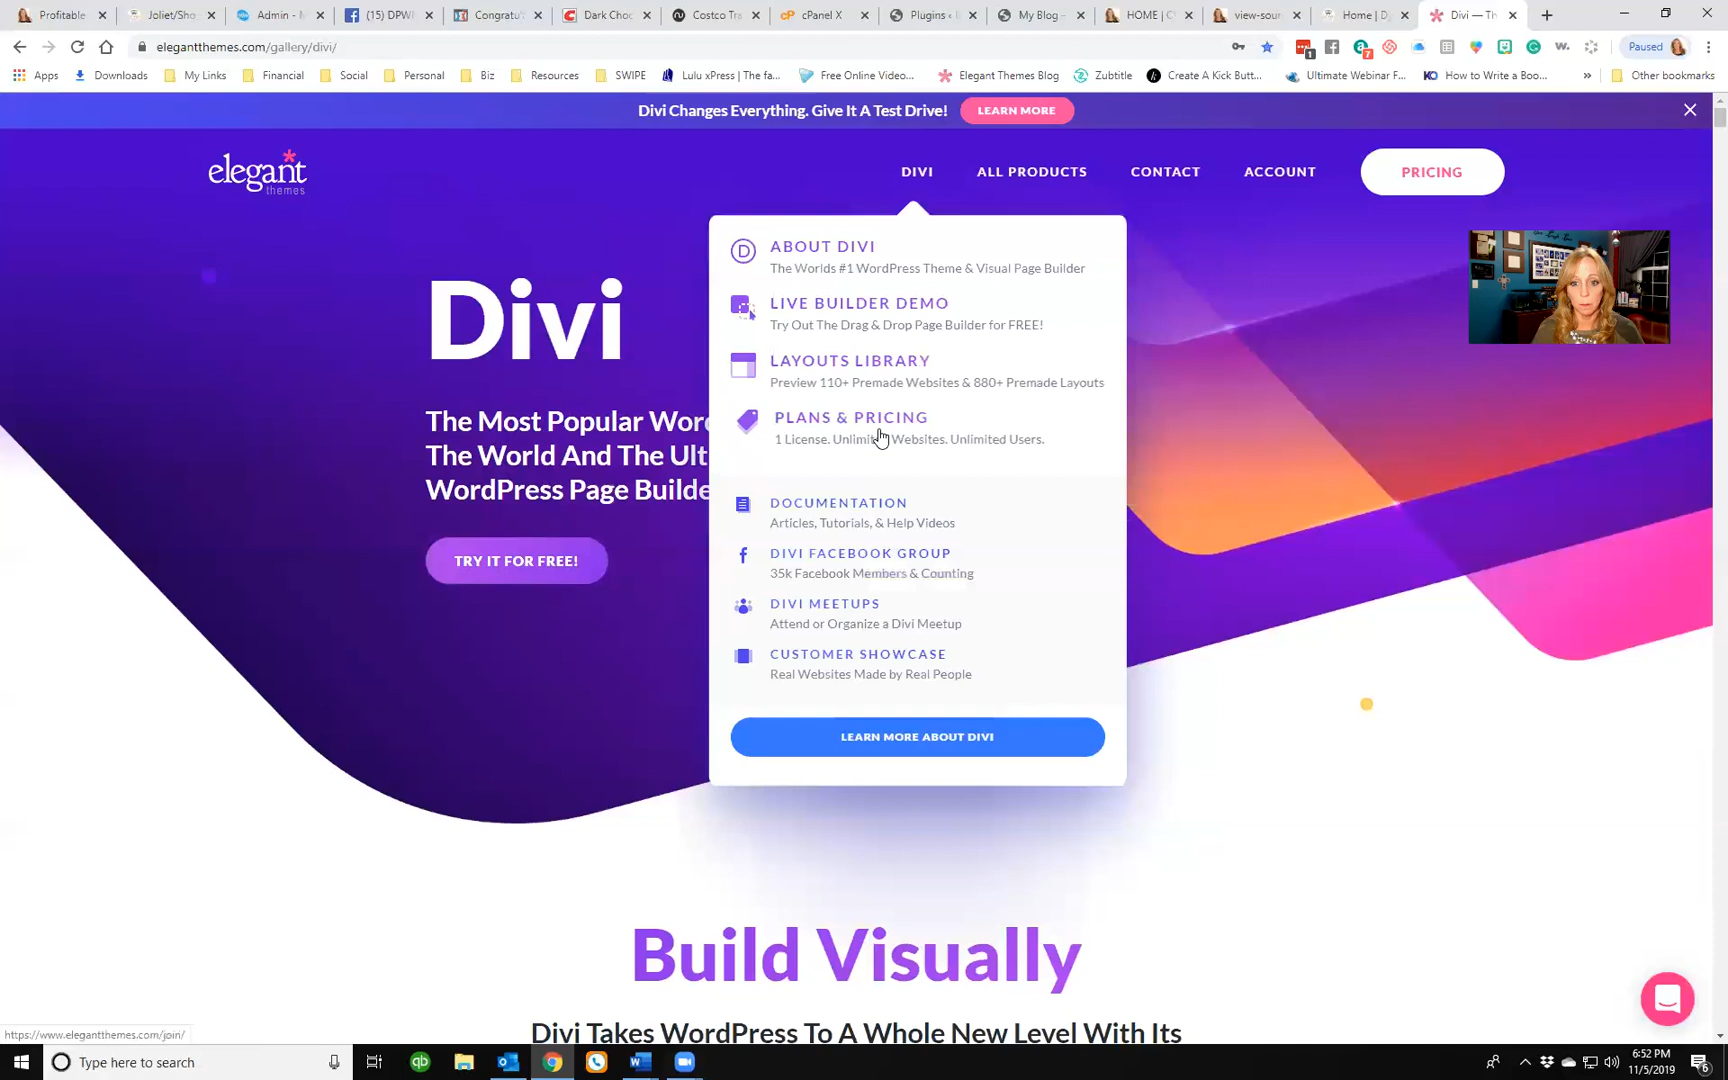 Profitable
Joliet/Sho
Admin - M
(15) DPW
Congratu
Dark Choc
Costco Tra
cPanel X
Plugins ‹
My Blog –
HOME | C
view-sour
Home | D
Divi — Th
elegantthemes.com/gallery/divi/
Paused
Apps
Downloads
My Links
Financial
Social
Personal
Biz
Resources
SWIPE
Lulu xPress | The fa...
Free Online Video...
Elegant Themes Blog
Zubtitle
Create A Kick Butt...
Ultimate Webinar F...
How to Write a Boo...
»
Other bookmarks
Divi Changes Everything. Give It A Test Drive! LEARN MORE
elegant
themes
DIVI ALL PRODUCTS CONTACT ACCOUNT PRICING
ABOUT DIVI
The Worlds #1 WordPress Theme & Visual Page Builder
LIVE BUILDER DEMO
Try Out The Drag & Drop Page Builder for FREE!
LAYOUTS LIBRARY
Preview 110+ Premade Websites & 880+ Premade Layouts
PLANS & PRICING
1 License. Unlimited Websites. Unlimited Users.
DOCUMENTATION
Articles, Tutorials, & Help Videos
DIVI FACEBOOK GROUP
35k Facebook Members & Counting
DIVI MEETUPS
Attend or Organize a Divi Meetup
CUSTOMER SHOWCASE
Real Websites Made by Real People
LEARN MORE ABOUT DIVI
Divi
The Most Popular Wor
The World And The Ult
WordPress Page Builde
TRY IT FOR FREE!
Build Visually
Divi Takes WordPress To A Whole New Level With Its
https://www.elegantthemes.com/join/
Type here to search
6:52 PM
11/5/2019